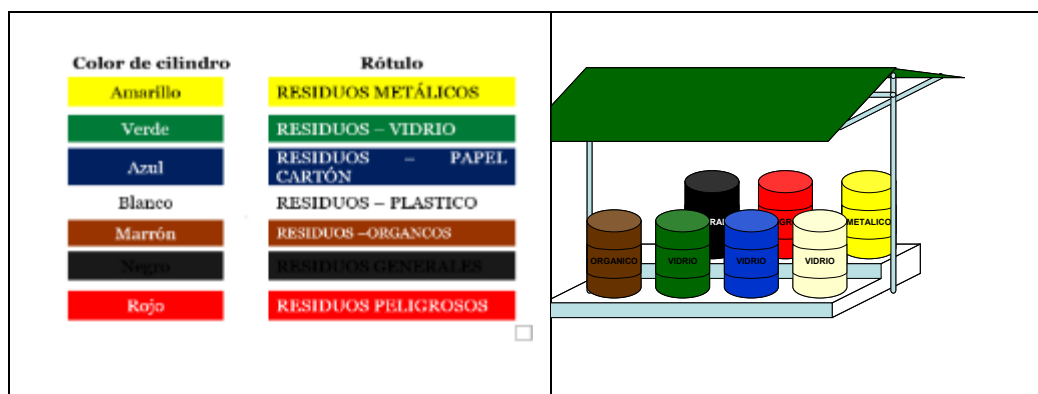 Color de cilindro
Rótulo
Amarillo
RESIDUOS METÁLICOS
Verde
RESIDUOS – VIDRIO
Azul
RESIDUOS – PAPEL
CARTÓN
Blanco
RESIDUOS – PLASTICO
Marrón
RESIDUOS –ORGANCOS
Negro
RESIDUOS GENERALES
Rojo
RESIDUOS PELIGROSOS
METALICO
ORGANICO
VIDRIO
VIDRIO
VIDRIO